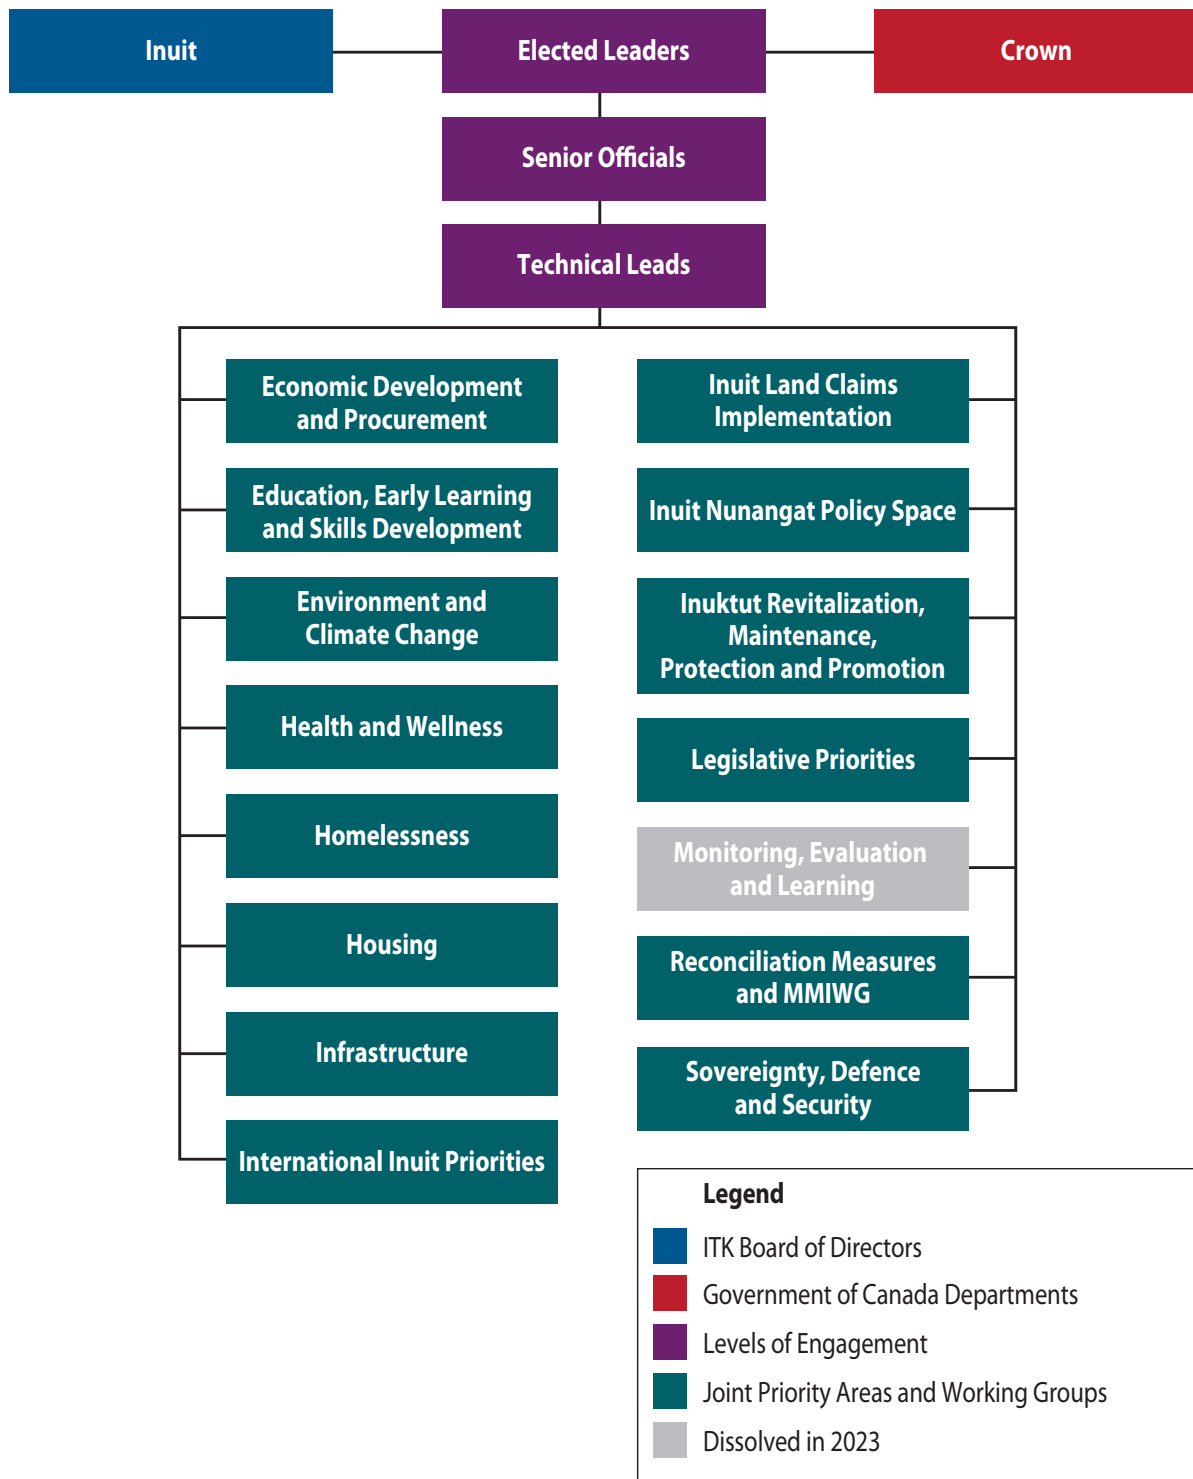 Inuit
Elected Leaders
Crown
Senior Officials
Technical Leads
Economic Development
and Procurement
Education, Early Learning
and Skills Development
Environment and
Climate Change
Health and Wellness
Homelessness
Housing
Infrastructure
International Inuit Priorities
Inuit Land Claims
Implementation
Inuit Nunangat Policy Space
Inuktut Revitalization,
Maintenance,
Protection and Promotion
Legislative Priorities
Monitoring, Evaluation
and Learning
Reconciliation Measures
and MMIWG
Sovereignty, Defence
and Security
Legend
ITK Board of Directors
Government of Canada Departments
Levels of Engagement
Joint Priority Areas and Working Groups
Dissolved in 2023